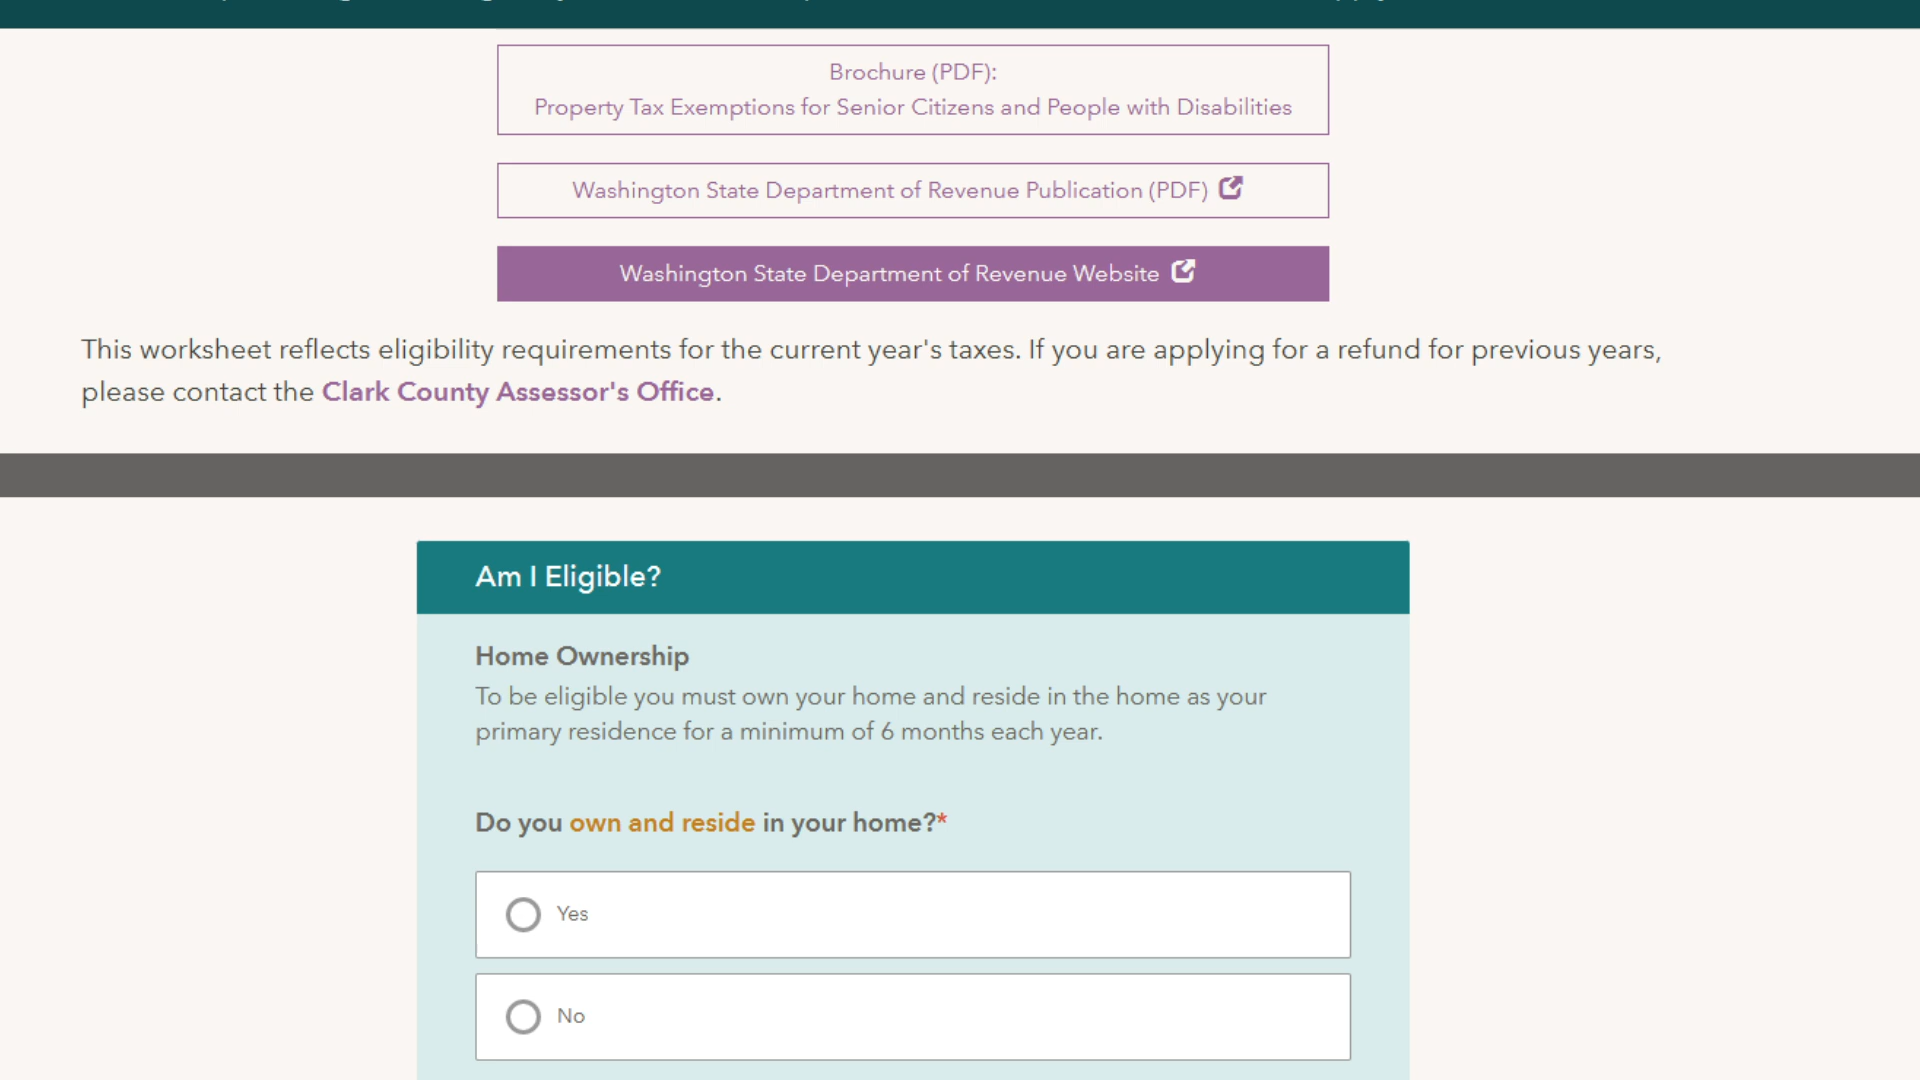 Brochure (PDF):
Property Tax Exemptions for Senior Citizens and People with Disabilities
Washington State Department of Revenue Publication (PDF)
Washington State Department of Revenue Website
This worksheet reflects eligibility requirements for the current year's taxes. If you are applying for a refund for previous years,
please contact the Clark County Assessor's Office.
Am I Eligible?
Home Ownership
To be eligible you must own your home and reside in the home as your
primary residence for a minimum of 6 months each year.
Do you own and reside in your home?*
Yes
No